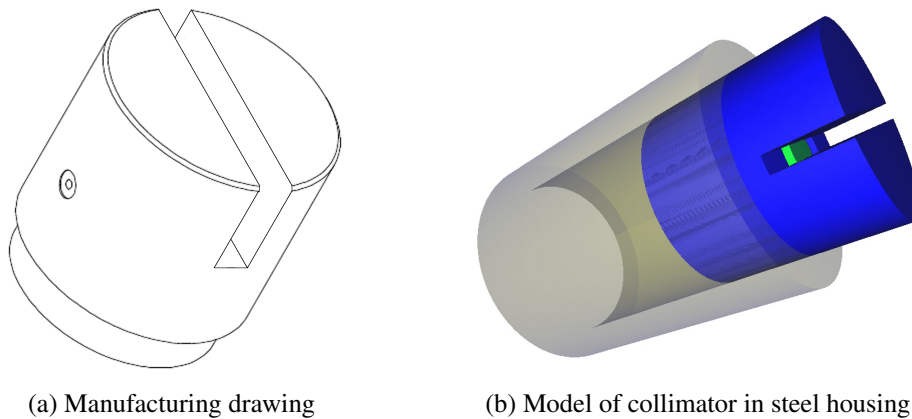 (a) Manufacturing drawing
(b) Model of collimator in steel housing